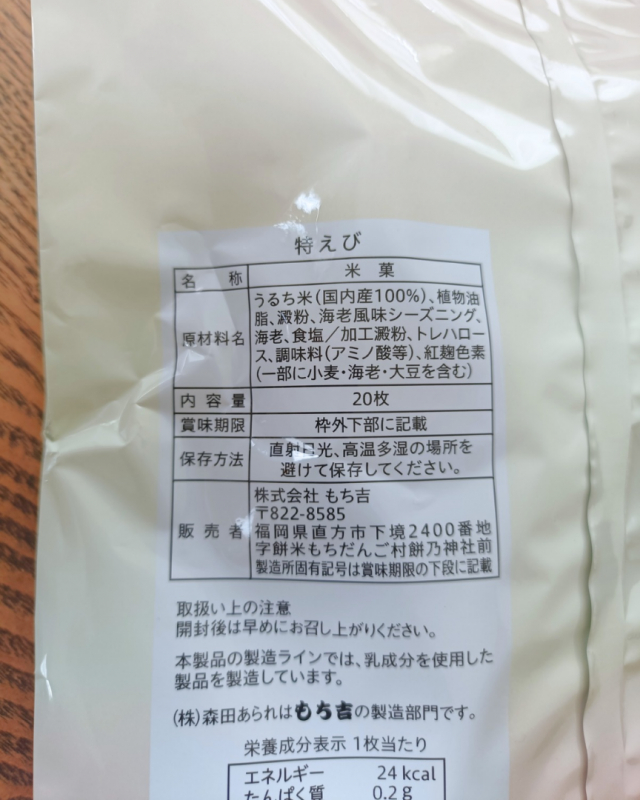 特えび
名称 米菓
原材料名 うるち米(国内産100%)、植物油
脂、澱粉、海老風味シーズニング、
海老、食塩／加工澱粉、トレハロー
ス、調味料(アミノ酸等)、紅麹色素
(一部に小麦・海老・大豆を含む)
内容量 20枚
賞味期限 枠外下部に記載
保存方法 直射日光、高温多湿の場所を
避けて保存してください。
販売者 株式会社 もち吉
〒822-8585
福岡県直方市下境2400番地
字餅米もちだんご村餅乃神社前
製造所固有記号は賞味期限の下段に記載
取扱い上の注意
開封後は早めにお召し上がりください。
本製品の製造ラインでは、乳成分を使用した
製品を製造しています。
(株)森田あられはもち吉の製造部門です。
栄養成分表示 1枚当たり
エネルギー 24 kcal
たんぱく質 0.2 g